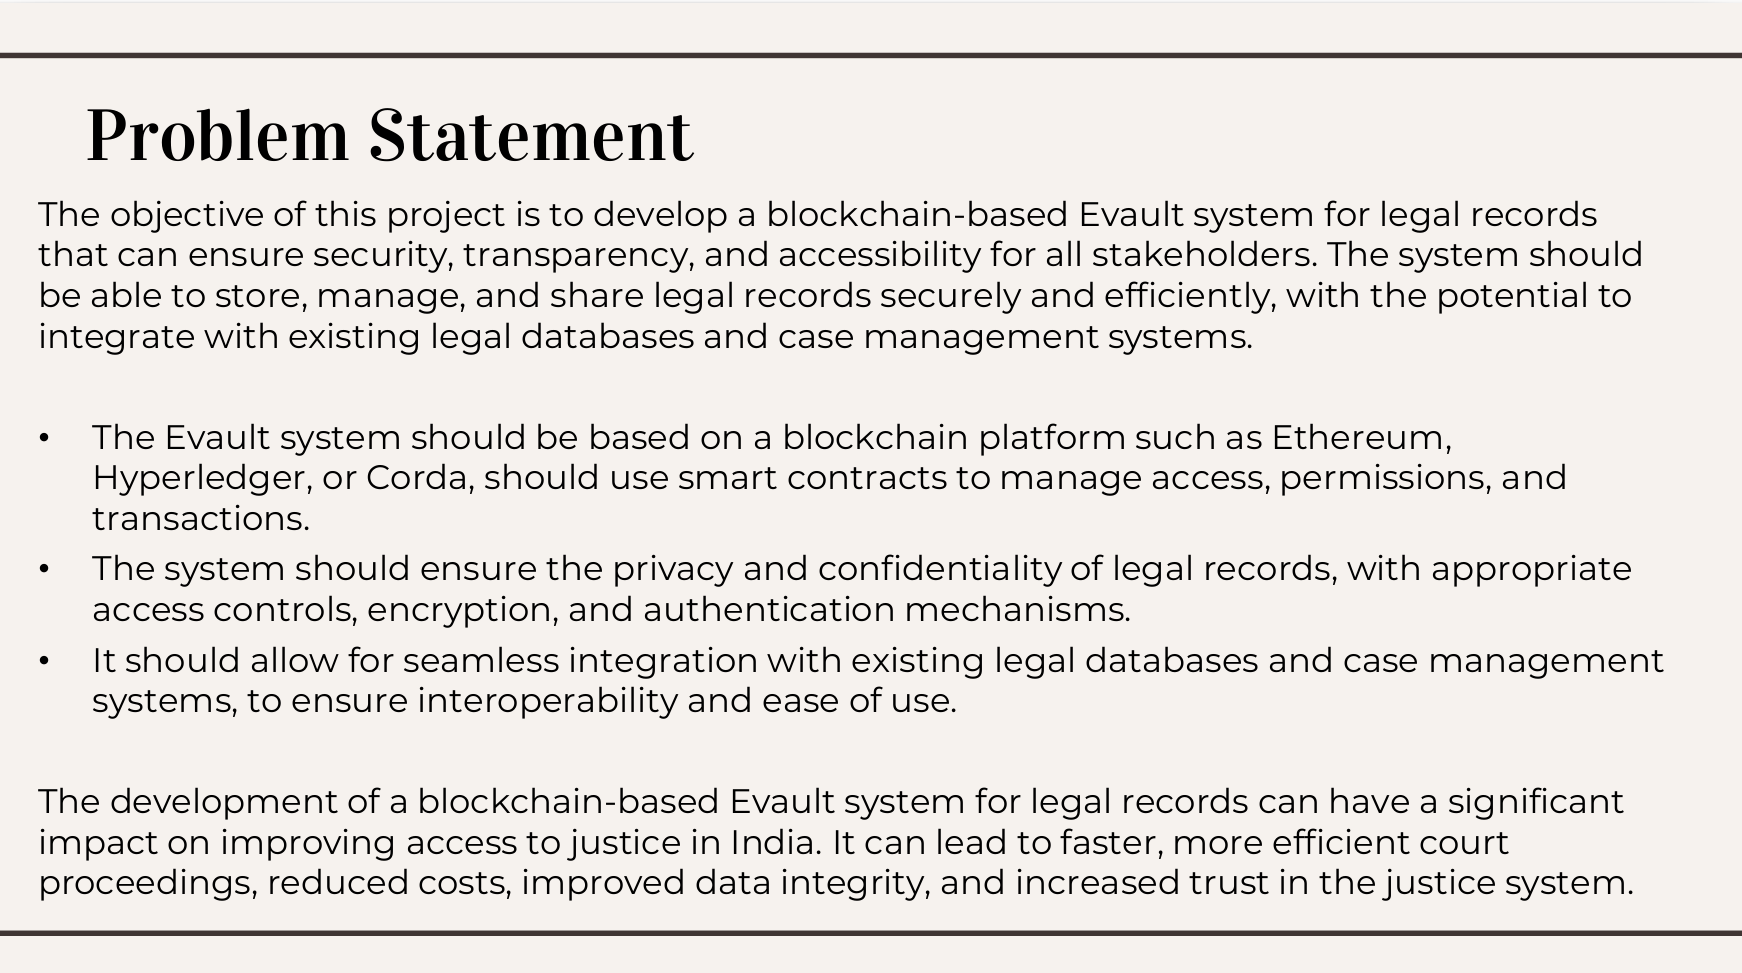 Problem Statement
The objective of this project is to develop a blockchain-based Evault system for legal records
that can ensure security, transparency, and accessibility for all stakeholders. The system should
be able to store, manage, and share legal records securely and efficiently, with the potential to
integrate with existing legal databases and case management systems.
• The Evault system should be based on a blockchain platform such as Ethereum,
Hyperledger, or Corda, should use smart contracts to manage access, permissions, and
transactions.
• The system should ensure the privacy and confidentiality of legal records, with appropriate
access controls, encryption, and authentication mechanisms.
• It should allow for seamless integration with existing legal databases and case management
systems, to ensure interoperability and ease of use.
The development of a blockchain-based Evault system for legal records can have a significant
impact on improving access to justice in India. It can lead to faster, more efficient court
proceedings, reduced costs, improved data integrity, and increased trust in the justice system.